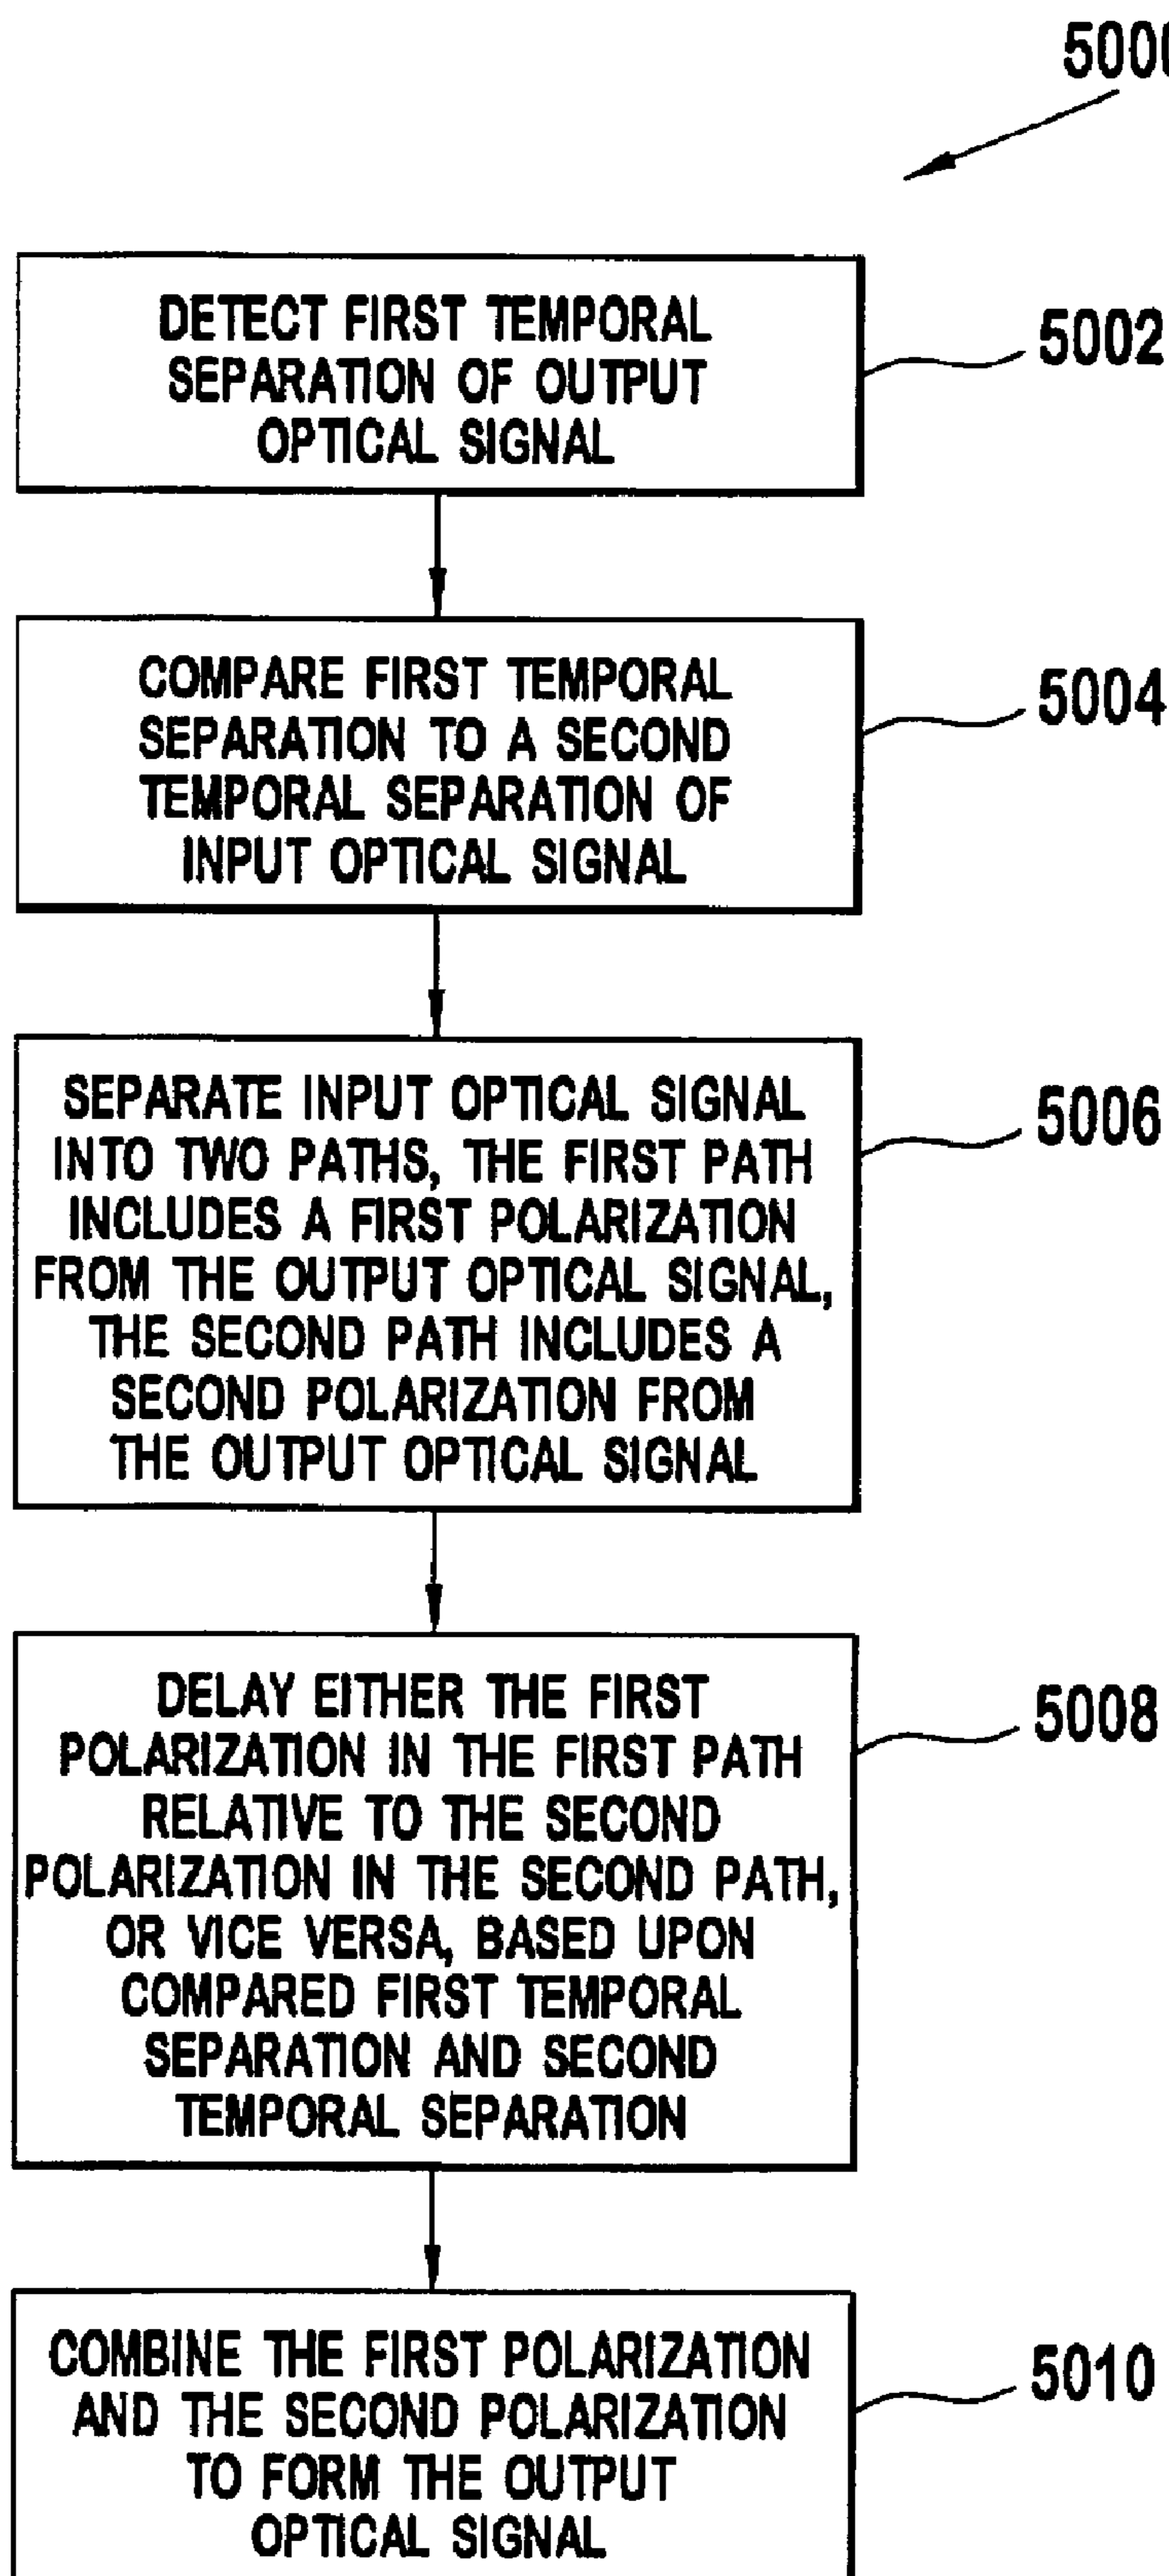 5000
DETECT FIRST TEMPORAL
SEPARATION OF OUTPUT
OPTICAL SIGNAL
5002
COMPARE FIRST TEMPORAL
SEPARATION TO A SECOND
TEMPORAL SEPARATION OF
INPUT OPTICAL SIGNAL
5004
SEPARATE INPUT OPTICAL SIGNAL
INTO TWO PATHS, THE FIRST PATH
INCLUDES A FIRST POLARIZATION
FROM THE OUTPUT OPTICAL SIGNAL,
THE SECOND PATH INCLUDES A
SECOND POLARIZATION FROM
THE OUTPUT OPTICAL SIGNAL
5006
DELAY EITHER THE FIRST
POLARIZATION IN THE FIRST PATH
RELATIVE TO THE SECOND
POLARIZATION IN THE SECOND PATH,
OR VICE VERSA, BASED UPON
COMPARED FIRST TEMPORAL
SEPARATION AND SECOND
TEMPORAL SEPARATION
5008
COMBINE THE FIRST POLARIZATION
AND THE SECOND POLARIZATION
TO FORM THE OUTPUT
OPTICAL SIGNAL
5010